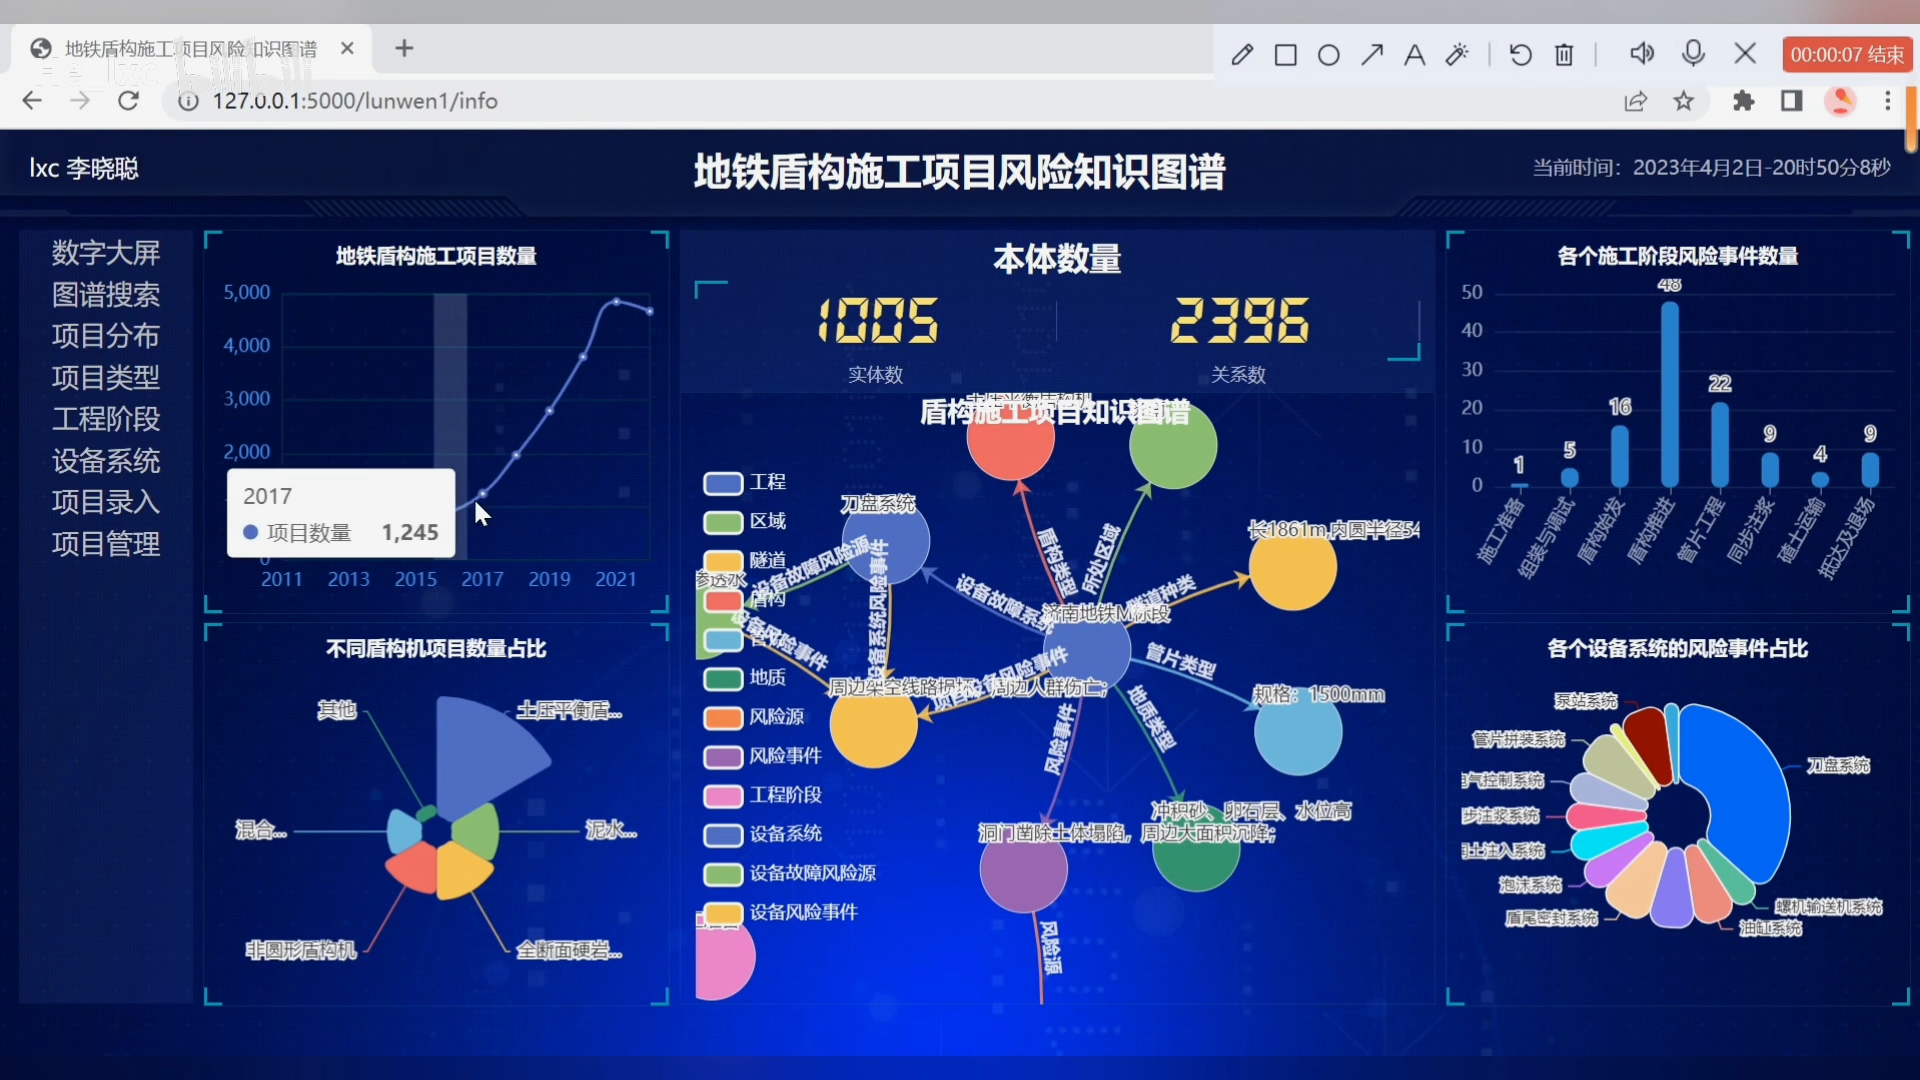 地铁盾构施工项目风险知识图谱
00:00:07 结束
127.0.0.1:5000/lunwen1/info
lxc 李晓聪
地铁盾构施工项目风险知识图谱
当前时间：2023年4月2日-20时50分8秒
数字大屏
图谱搜索
项目分布
项目类型
工程阶段
设备系统
项目录入
项目管理
地铁盾构施工项目数量
5,000
4,000
3,000
2,000
0
2011
2013
2015
2017
2019
2021
2017
项目数量 1,245
不同盾构机项目数量占比
其他
土压平衡盾...
混合...
泥水...
非圆形盾构机
全断面硬岩...
本体数量
1005
2396
实体数
关系数
盾构施工项目知识图谱
工程
区域
隧道
盾构
地质
风险源
风险事件
工程阶段
设备系统
设备故障风险源
设备风险事件
刀盘系统
渗透水
设备故障风险源
设备系统风险事件
设备风险事件
设备故障系统
盾构类型
所处区域
隧道种类
长1861m,内圆半径5.4
济南地铁M标段
管片类型
规格：1500mm
项目设备风险事件
周边人群伤亡;
地质类型
风险事件
冲积砂、卵石层、水位高
洞门凿除土体塌陷，周边大面积沉降；
风险源
各个施工阶段风险事件数量
50
40
30
20
10
0
1
5
16
48
22
9
4
9
施工准备
组装与调试
盾构始发
盾构推进
管片工程
同步注浆
碴土运输
抵达及退场
各个设备系统的风险事件占比
泵站系统
管片拼装系统
电气控制系统
步注浆系统
土注入系统
泡沫系统
盾尾密封系统
刀盘系统
螺机输送机系统
油缸系统